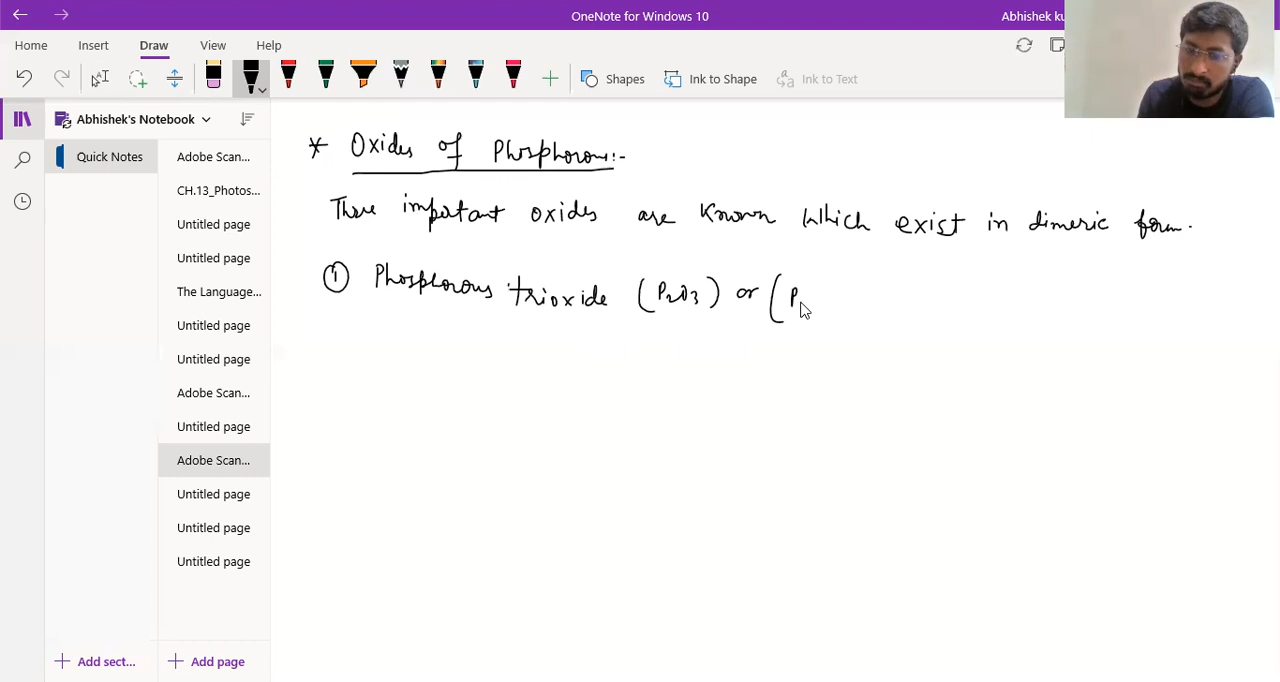 OneNote for Windows 10
Abhishek ku
Home Insert Draw View Help
Shapes Ink to Shape Ink to Text
Abhishek's Notebook
Quick Notes
Adobe Scan...
CH.13_Photos...
Untitled page
Untitled page
The Language...
Untitled page
Untitled page
Adobe Scan...
Untitled page
Adobe Scan...
Untitled page
Untitled page
Untitled page
Add sect... Add page
* Oxides of Phosphorous:-
Three important oxides are known which exist in dimeric form.
① Phosphorous trioxide (P₂O₃) or (P